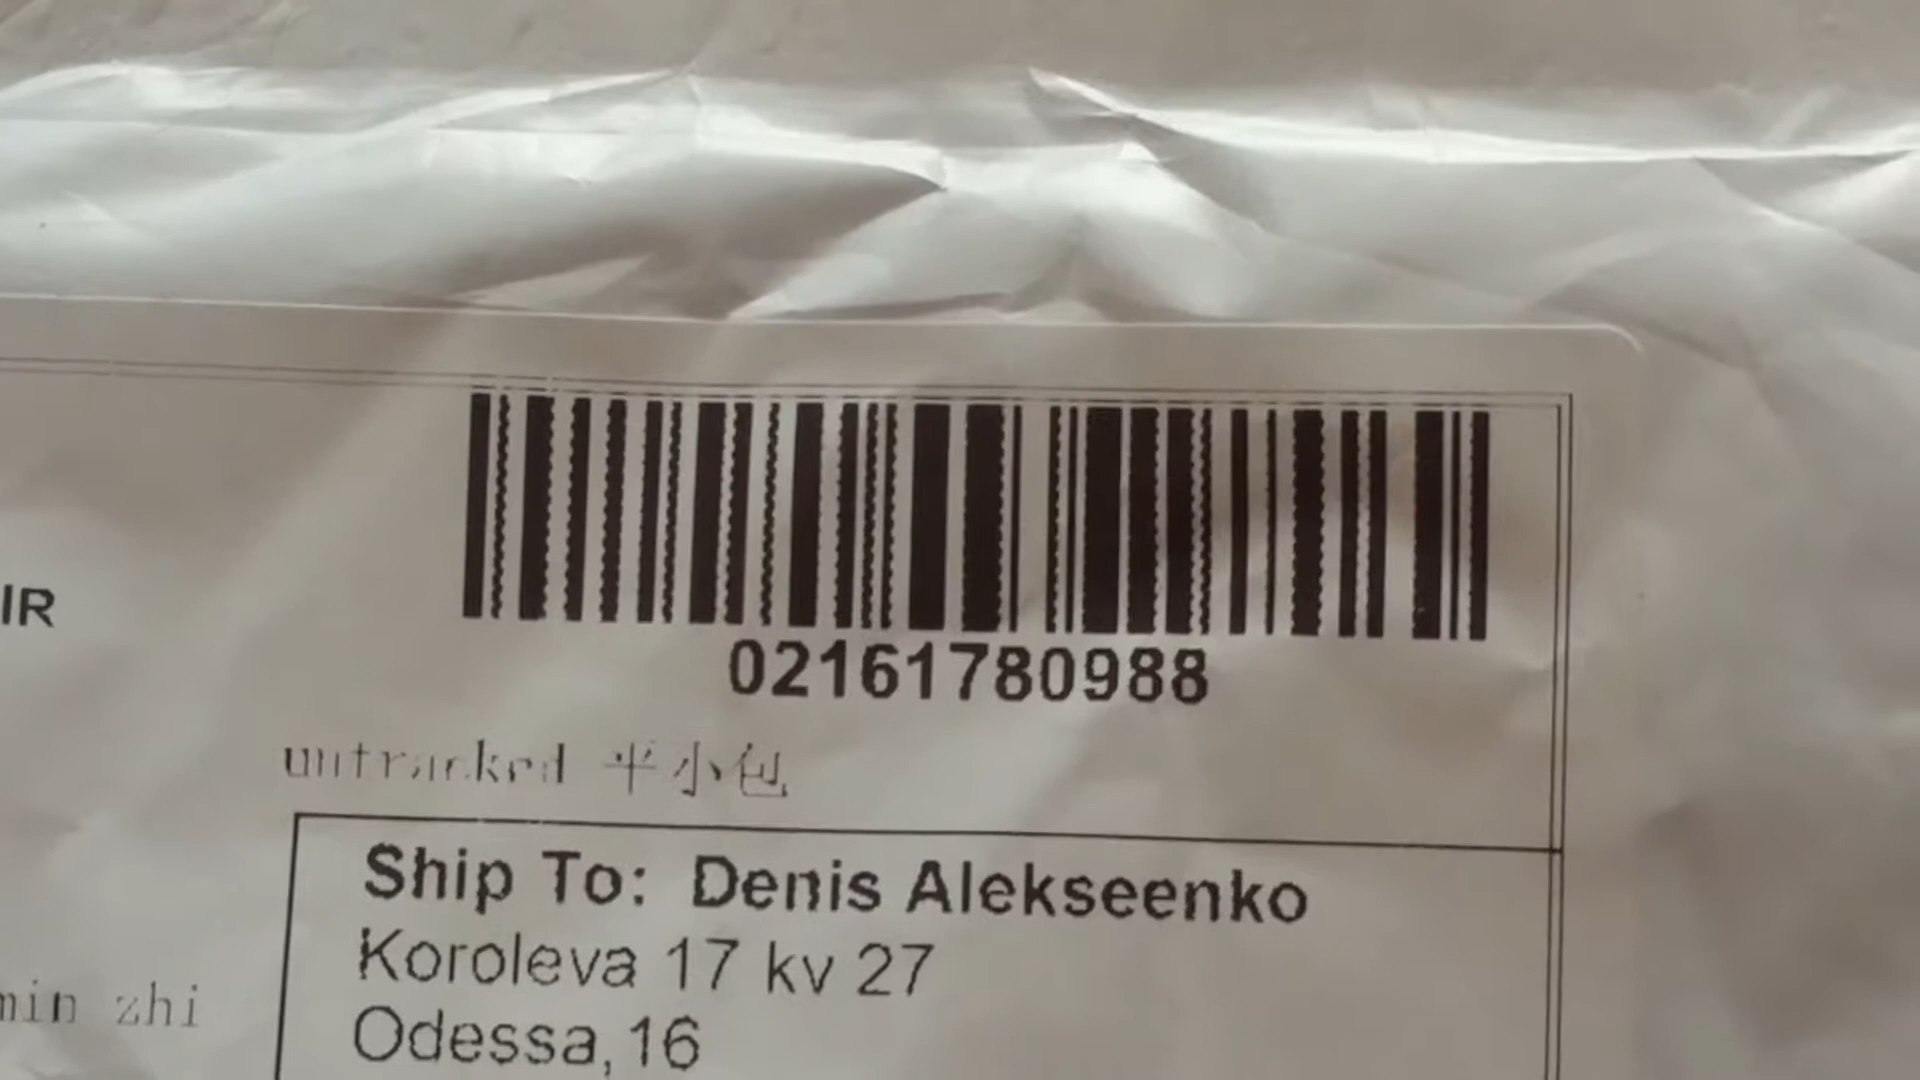 02161780988
IR
untracked 平小包
Ship To: Denis Alekseenko
Koroleva 17 kv 27
min zhi
Odessa,16